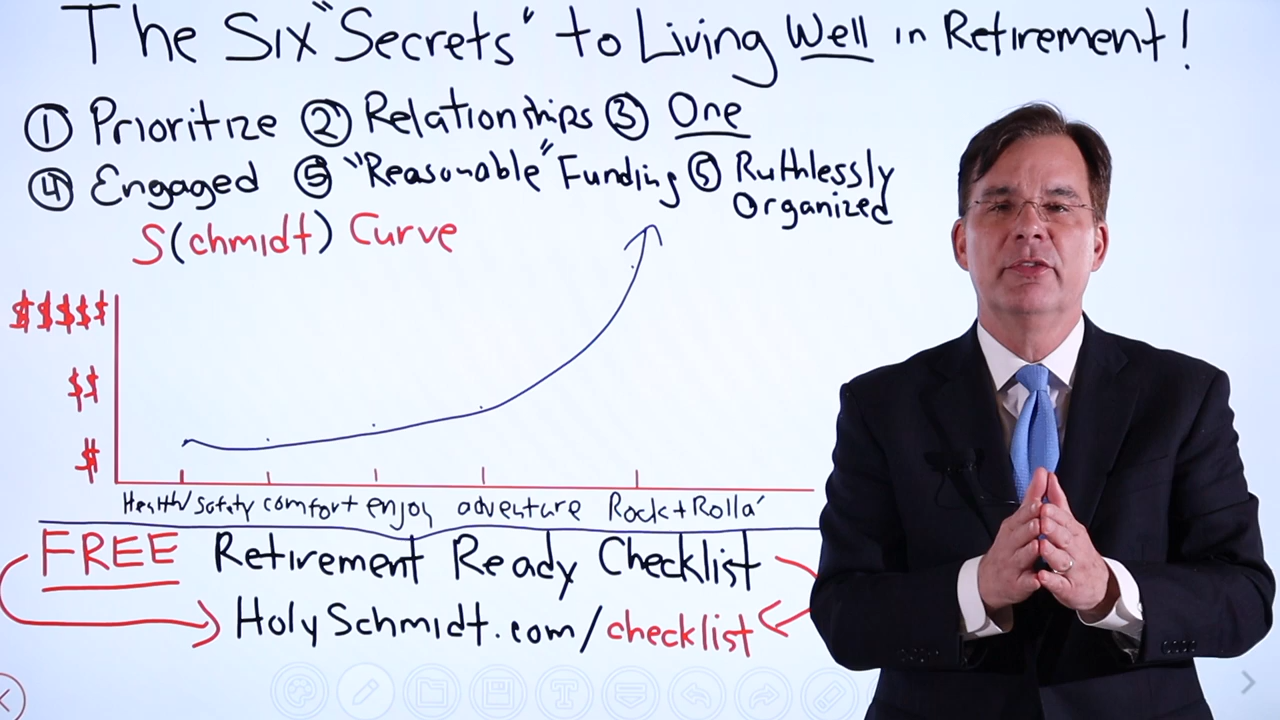 The Six "Secrets" to Living Well in Retirement!
① Prioritize ② Relationships ③ One
④ Engaged ⑤ "Reasonable" Funding ⑤ Ruthlessly
Organized
S(chmidt) Curve
$$$$$
$$
$
Health/Safety comfort enjoy adventure Rock+Rolla'
FREE Retirement Ready Checklist
HolySchmidt.com/checklist
T